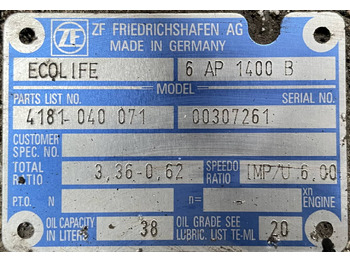 ZF FRIEDRICHSHAFEN AG
ZF
MADE IN GERMANY
ECOLIFE 6 AP 1400 B
MODEL
PARTS LIST NO. SERIAL NO.
4181-040 071 00307261
CUSTOMER
SPEC. NO.
TOTAL
RATIO 3,36-0,62 SPEEDO
RATIO IMP/U 6.00
P.T.O. N n= xn
ENGINE
OIL CAPACITY
IN LITERS 38 OIL GRADE SEE
LUBRIC. LIST TE-ML 20